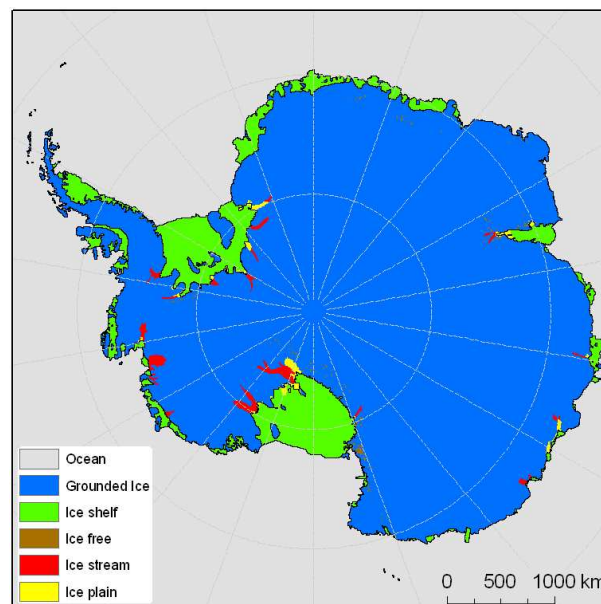 Ocean
Grounded Ice
Ice shelf
Ice free
Ice stream
Ice plain
0 500 1000 km